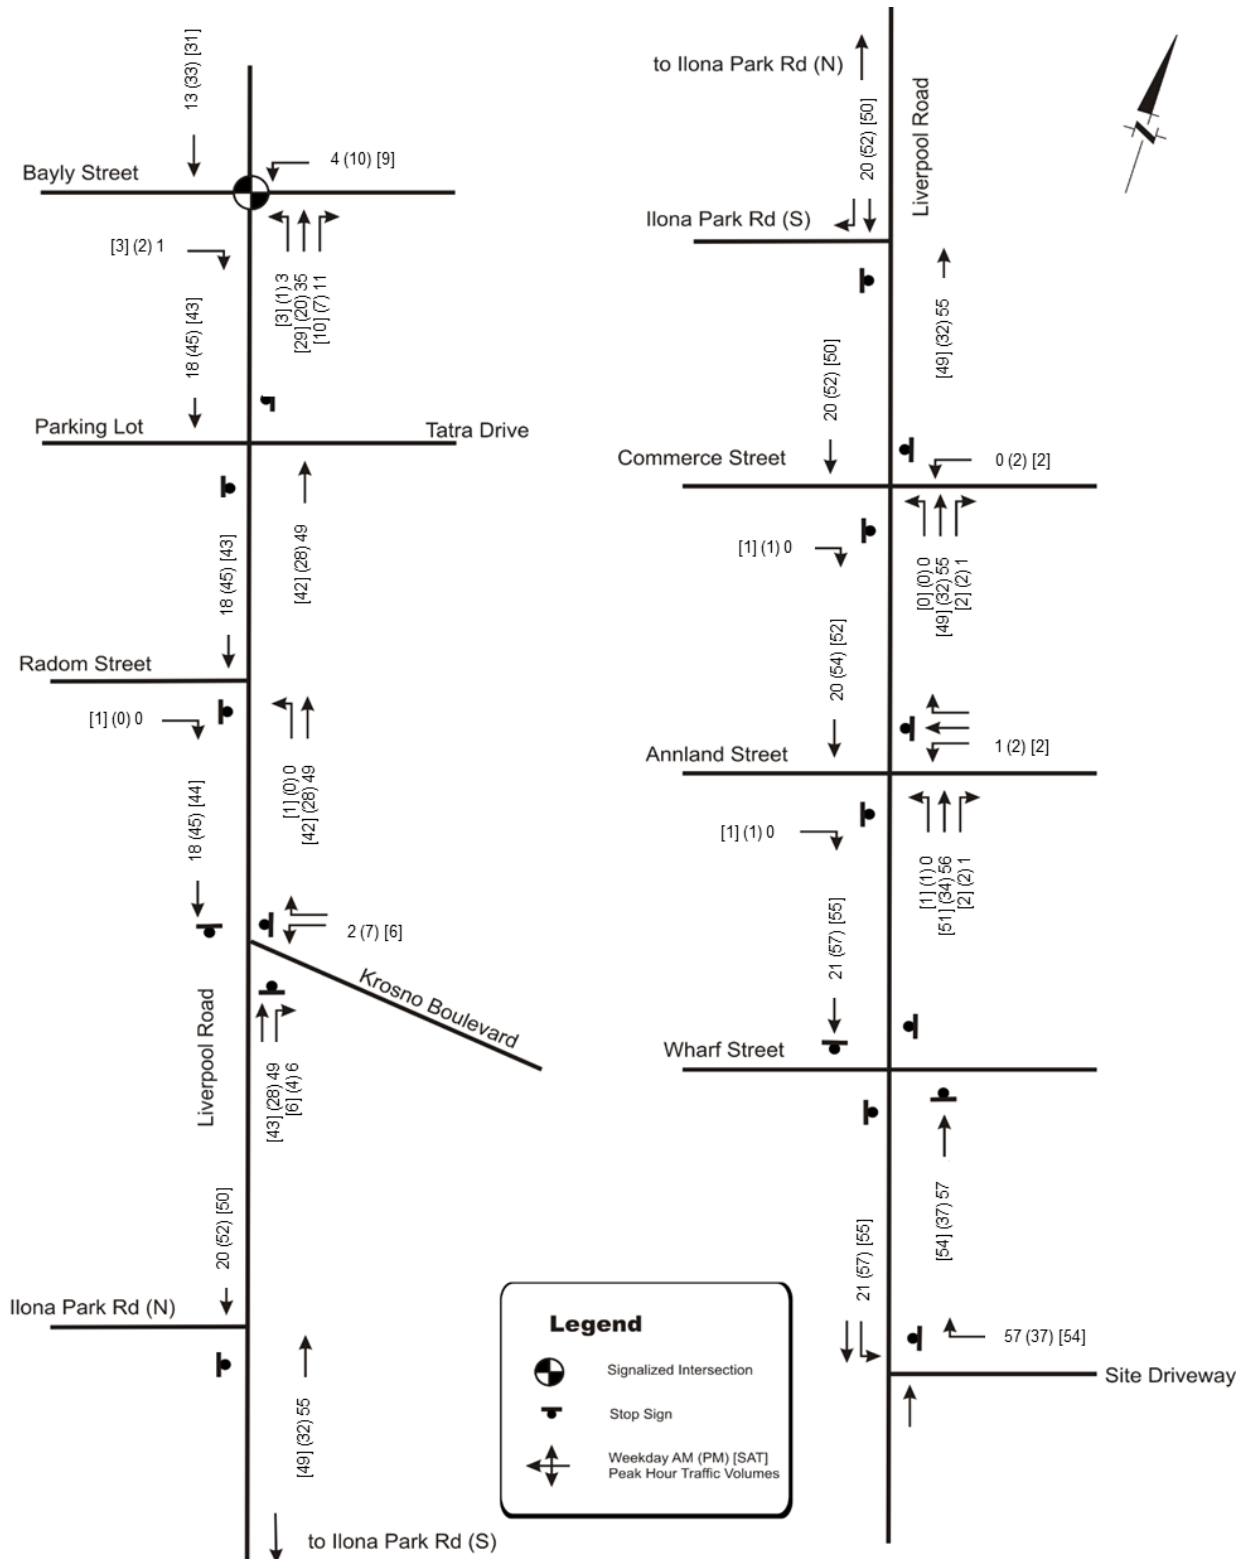 13 (33) [31]
Bayly Street
4 (10) [9]
[3] (2) 1
[3] (1) 3
[29] (20) 35
[10] (7) 11
18 (45) [43]
Parking Lot
Tatra Drive
18 (45) [43]
[42] (28) 49
Radom Street
[1] (0) 0
[1] (0) 0
[42] (28) 49
18 (45) [44]
2 (7) [6]
Krosno Boulevard
Liverpool Road
[43] (28) 49
[6] (4) 6
20 (52) [50]
Ilona Park Rd (N)
[49] (32) 55
to Ilona Park Rd (S)
to Ilona Park Rd (N)
20 (52) [50]
Liverpool Road
N
Ilona Park Rd (S)
[49] (32) 55
20 (52) [50]
Commerce Street
0 (2) [2]
[1] (1) 0
[0] (0) 0
[49] (32) 55
[2] (2) 1
20 (54) [52]
Annland Street
1 (2) [2]
[1] (1) 0
[1] (1) 0
[51] (34) 56
[2] (2) 1
21 (57) [55]
Wharf Street
[54] (37) 57
21 (57) [55]
57 (37) [54]
Site Driveway
Legend
Signalized Intersection
Stop Sign
Weekday AM (PM) [SAT]
Peak Hour Traffic Volumes